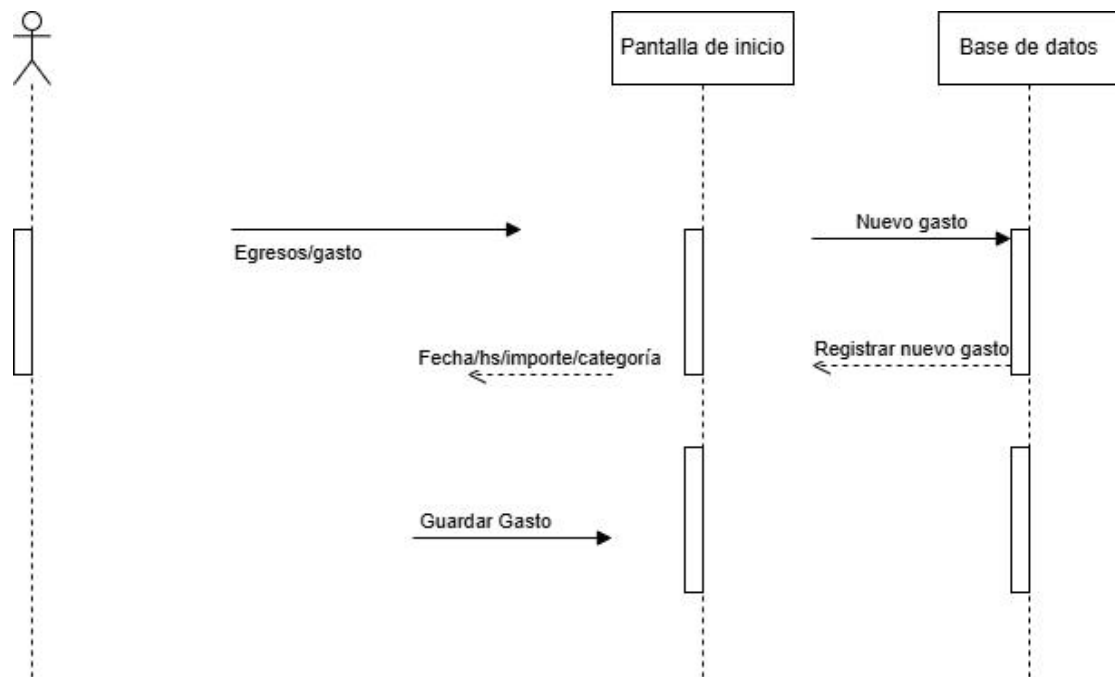 Pantalla de inicio
Base de datos
Nuevo gasto
Egresos/gasto
Registrar nuevo gasto
Fecha/hs/importe/categoría
Guardar Gasto